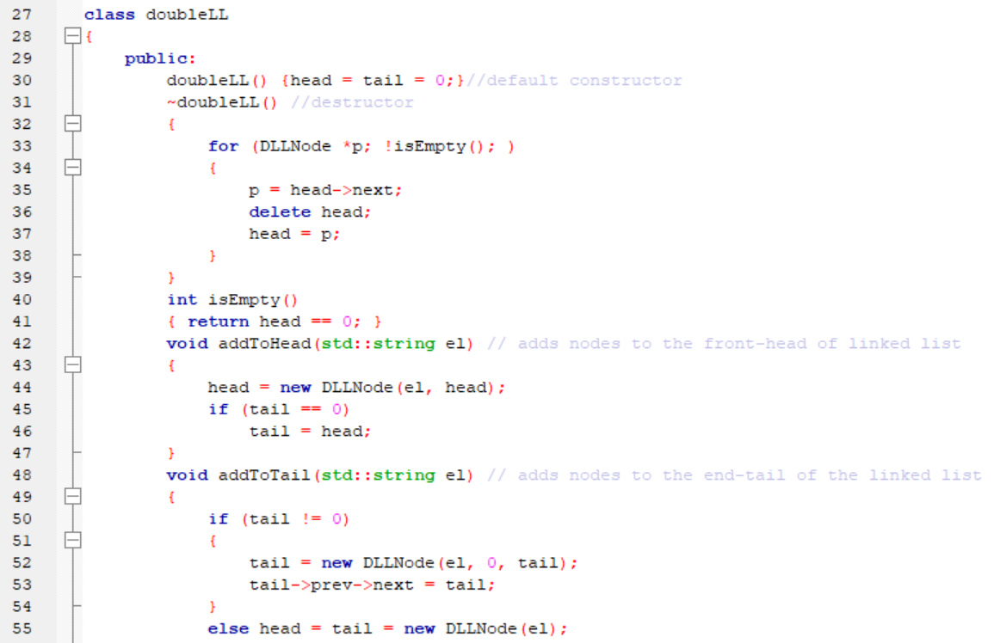 27 class doubleLL
28 {
29 public:
30 doubleLL() {head = tail = 0;}//default constructor
31 ~doubleLL() //destructor
32 {
33 for (DLLNode *p; !isEmpty(); )
34 {
35 p = head->next;
36 delete head;
37 head = p;
38 }
39 }
40 int isEmpty()
41 { return head == 0; }
42 void addToHead(std::string el) // adds nodes to the front-head of linked list
43 {
44 head = new DLLNode(el, head);
45 if (tail == 0)
46 tail = head;
47 }
48 void addToTail(std::string el) // adds nodes to the end-tail of the linked list
49 {
50 if (tail != 0)
51 {
52 tail = new DLLNode(el, 0, tail);
53 tail->prev->next = tail;
54 }
55 else head = tail = new DLLNode(el);